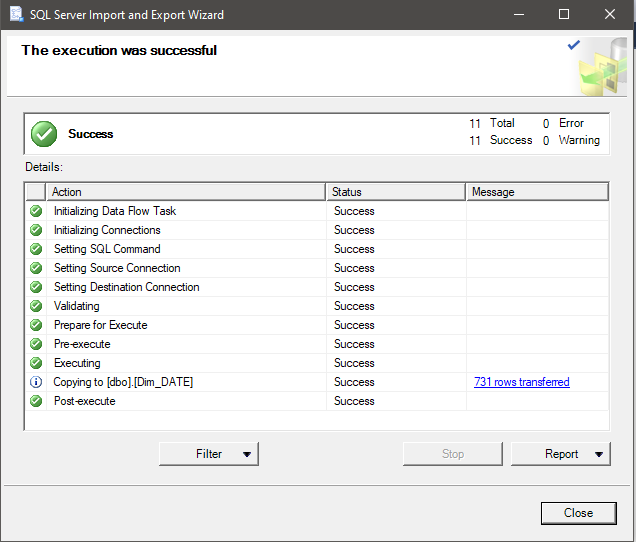 SQL Server Import and Export Wizard
The execution was successful
Success
11 Total 0 Error
11 Success 0 Warning
Details:
Action Status Message
Initializing Data Flow Task Success
Initializing Connections Success
Setting SQL Command Success
Setting Source Connection Success
Setting Destination Connection Success
Validating Success
Prepare for Execute Success
Pre-execute Success
Executing Success
Copying to [dbo].[Dim_DATE] Success 731 rows transferred
Post-execute Success
Filter Stop Report
Close